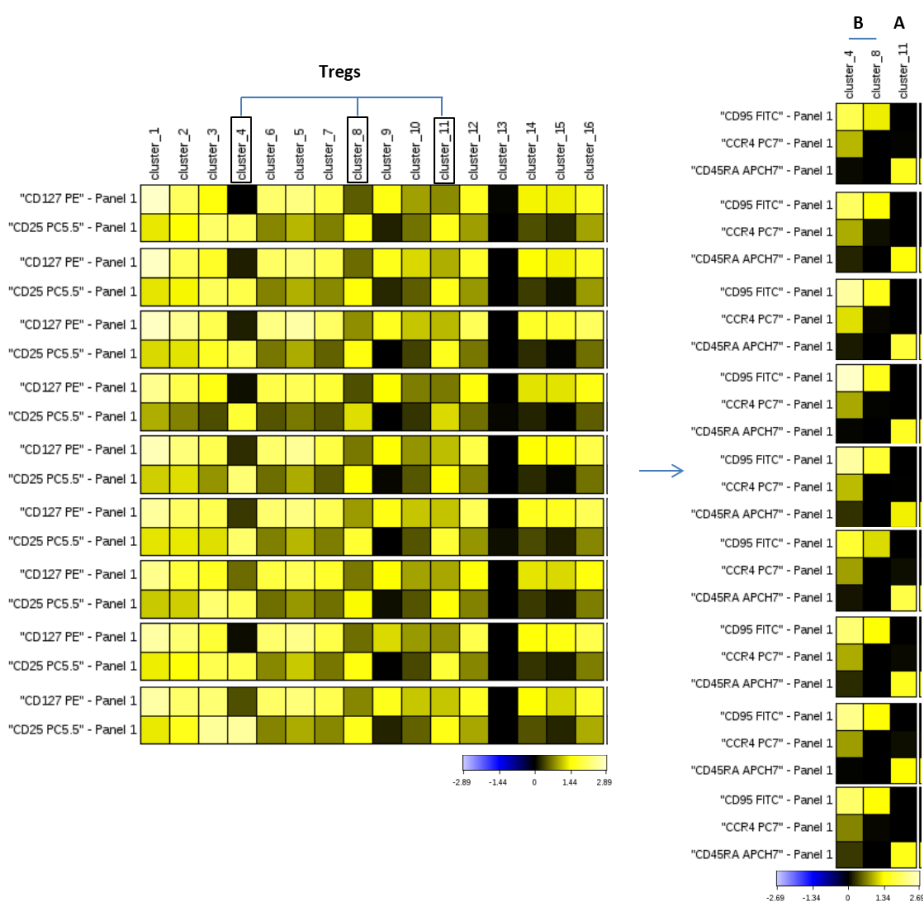 Tregs
cluster_1
cluster_2
cluster_3
cluster_4
cluster_6
cluster_5
cluster_7
cluster_8
cluster_9
cluster_10
cluster_11
cluster_12
cluster_13
cluster_14
cluster_15
cluster_16
"CD127 PE" - Panel 1
"CD25 PC5.5" - Panel 1
"CD127 PE" - Panel 1
"CD25 PC5.5" - Panel 1
"CD127 PE" - Panel 1
"CD25 PC5.5" - Panel 1
"CD127 PE" - Panel 1
"CD25 PC5.5" - Panel 1
"CD127 PE" - Panel 1
"CD25 PC5.5" - Panel 1
"CD127 PE" - Panel 1
"CD25 PC5.5" - Panel 1
"CD127 PE" - Panel 1
"CD25 PC5.5" - Panel 1
"CD127 PE" - Panel 1
"CD25 PC5.5" - Panel 1
"CD127 PE" - Panel 1
"CD25 PC5.5" - Panel 1
-2.89 -1.44 0 1.44 2.89
B A
cluster_4
cluster_8
cluster_11
"CD95 FITC" - Panel 1
"CCR4 PC7" - Panel 1
"CD45RA APCH7" - Panel 1
"CD95 FITC" - Panel 1
"CCR4 PC7" - Panel 1
"CD45RA APCH7" - Panel 1
"CD95 FITC" - Panel 1
"CCR4 PC7" - Panel 1
"CD45RA APCH7" - Panel 1
"CD95 FITC" - Panel 1
"CCR4 PC7" - Panel 1
"CD45RA APCH7" - Panel 1
"CD95 FITC" - Panel 1
"CCR4 PC7" - Panel 1
"CD45RA APCH7" - Panel 1
"CD95 FITC" - Panel 1
"CCR4 PC7" - Panel 1
"CD45RA APCH7" - Panel 1
"CD95 FITC" - Panel 1
"CCR4 PC7" - Panel 1
"CD45RA APCH7" - Panel 1
"CD95 FITC" - Panel 1
"CCR4 PC7" - Panel 1
"CD45RA APCH7" - Panel 1
"CD95 FITC" - Panel 1
"CCR4 PC7" - Panel 1
"CD45RA APCH7" - Panel 1
-2.69 -1.34 0 1.34